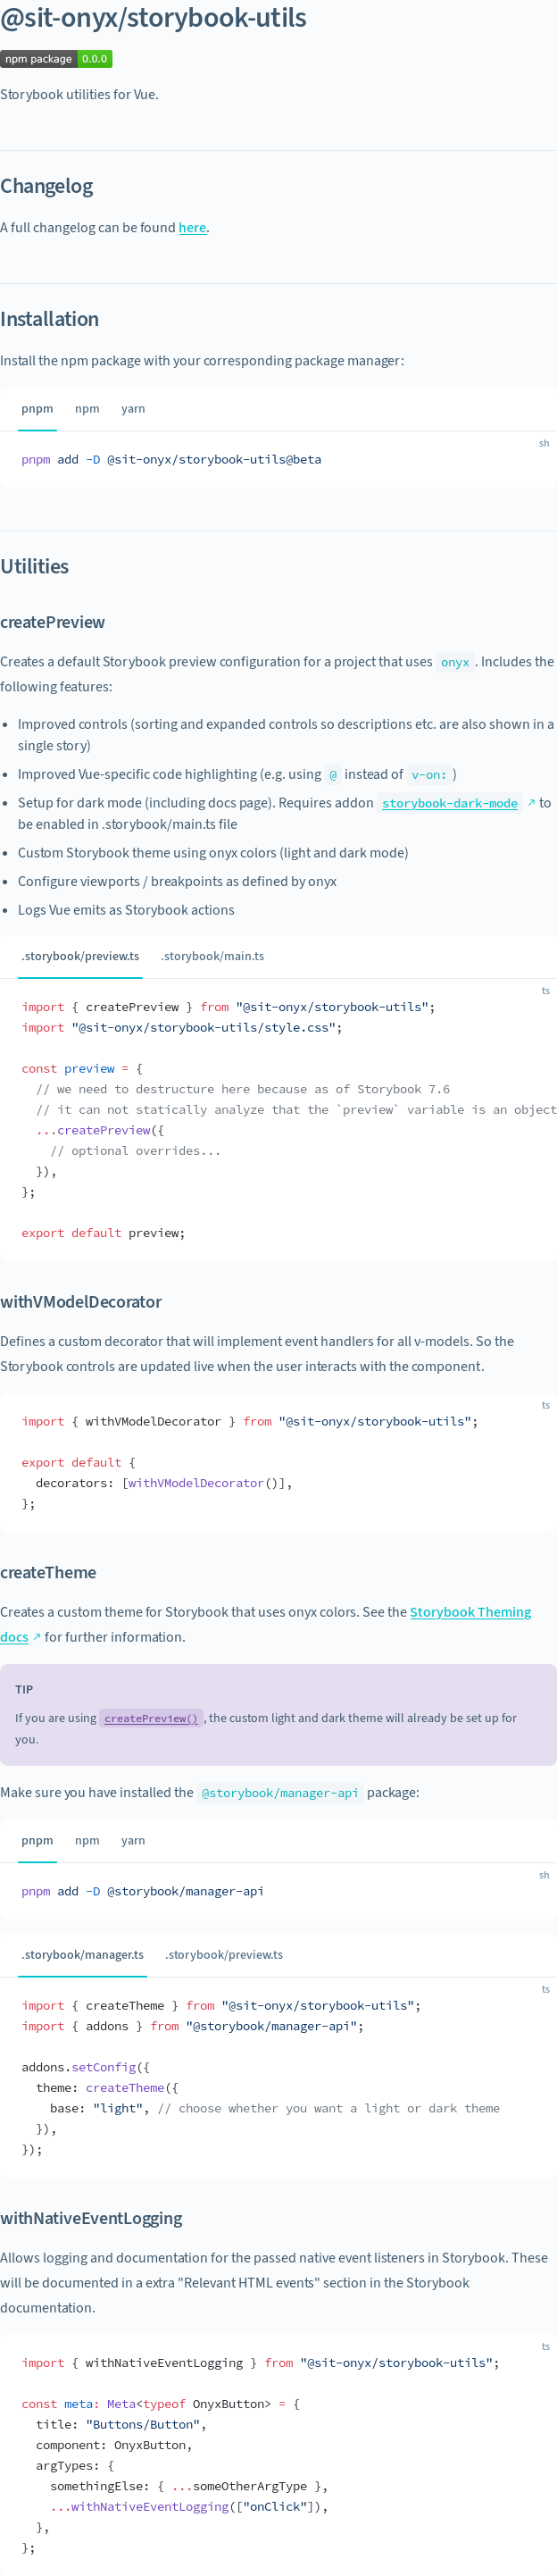 @sit-onyx/storybook-utils
npm package 0.0.0
Storybook utilities for Vue.
Changelog
A full changelog can be found here.
Installation
Install the npm package with your corresponding package manager:
pnpm npm yarn
sh
pnpm add -D @sit-onyx/storybook-utils@beta
Utilities
createPreview
Creates a default Storybook preview configuration for a project that uses onyx . Includes the
following features:
• Improved controls (sorting and expanded controls so descriptions etc. are also shown in a
single story)
• Improved Vue-specific code highlighting (e.g. using @ instead of v-on: )
• Setup for dark mode (including docs page). Requires addon storybook-dark-mode ↗ to
be enabled in .storybook/main.ts file
• Custom Storybook theme using onyx colors (light and dark mode)
• Configure viewports / breakpoints as defined by onyx
• Logs Vue emits as Storybook actions
.storybook/preview.ts .storybook/main.ts
ts
import { createPreview } from "@sit-onyx/storybook-utils";
import "@sit-onyx/storybook-utils/style.css";
const preview = {
// we need to destructure here because as of Storybook 7.6
// it can not statically analyze that the `preview` variable is an object
...createPreview({
// optional overrides...
}),
};
export default preview;
withVModelDecorator
Defines a custom decorator that will implement event handlers for all v-models. So the
Storybook controls are updated live when the user interacts with the component.
ts
import { withVModelDecorator } from "@sit-onyx/storybook-utils";
export default {
decorators: [withVModelDecorator()],
};
createTheme
Creates a custom theme for Storybook that uses onyx colors. See the Storybook Theming
docs ↗ for further information.
TIP
If you are using createPreview() , the custom light and dark theme will already be set up for
you.
Make sure you have installed the @storybook/manager-api package:
pnpm npm yarn
sh
pnpm add -D @storybook/manager-api
.storybook/manager.ts .storybook/preview.ts
ts
import { createTheme } from "@sit-onyx/storybook-utils";
import { addons } from "@storybook/manager-api";
addons.setConfig({
theme: createTheme({
base: "light", // choose whether you want a light or dark theme
}),
});
withNativeEventLogging
Allows logging and documentation for the passed native event listeners in Storybook. These
will be documented in a extra "Relevant HTML events" section in the Storybook
documentation.
ts
import { withNativeEventLogging } from "@sit-onyx/storybook-utils";
const meta: Meta<typeof OnyxButton> = {
title: "Buttons/Button",
component: OnyxButton,
argTypes: {
somethingElse: { ...someOtherArgType },
...withNativeEventLogging(["onClick"]),
},
};